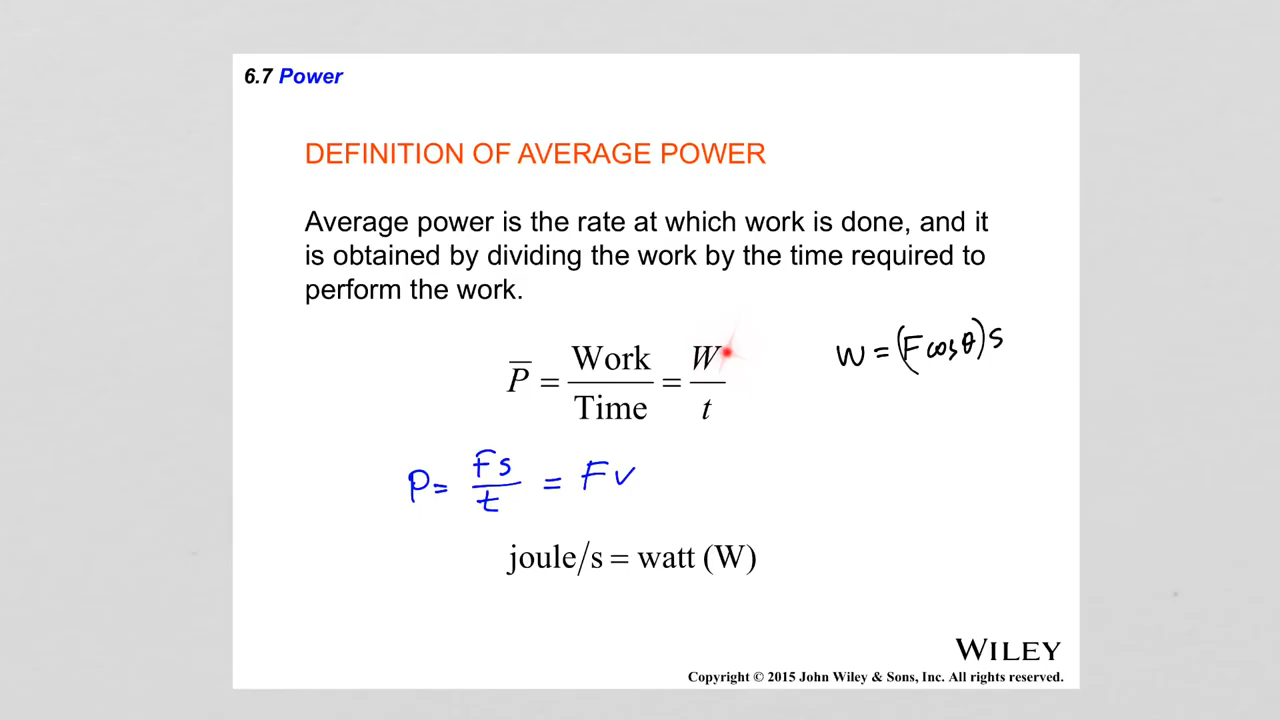 6.7 Power
DEFINITION OF AVERAGE POWER
Average power is the rate at which work is done, and it
is obtained by dividing the work by the time required to
perform the work.
P̅ = Work/Time = W/t
W = (F cos θ) s
P = Fs/t = Fv
joule/s = watt (W)
WILEY
Copyright © 2015 John Wiley & Sons, Inc. All rights reserved.